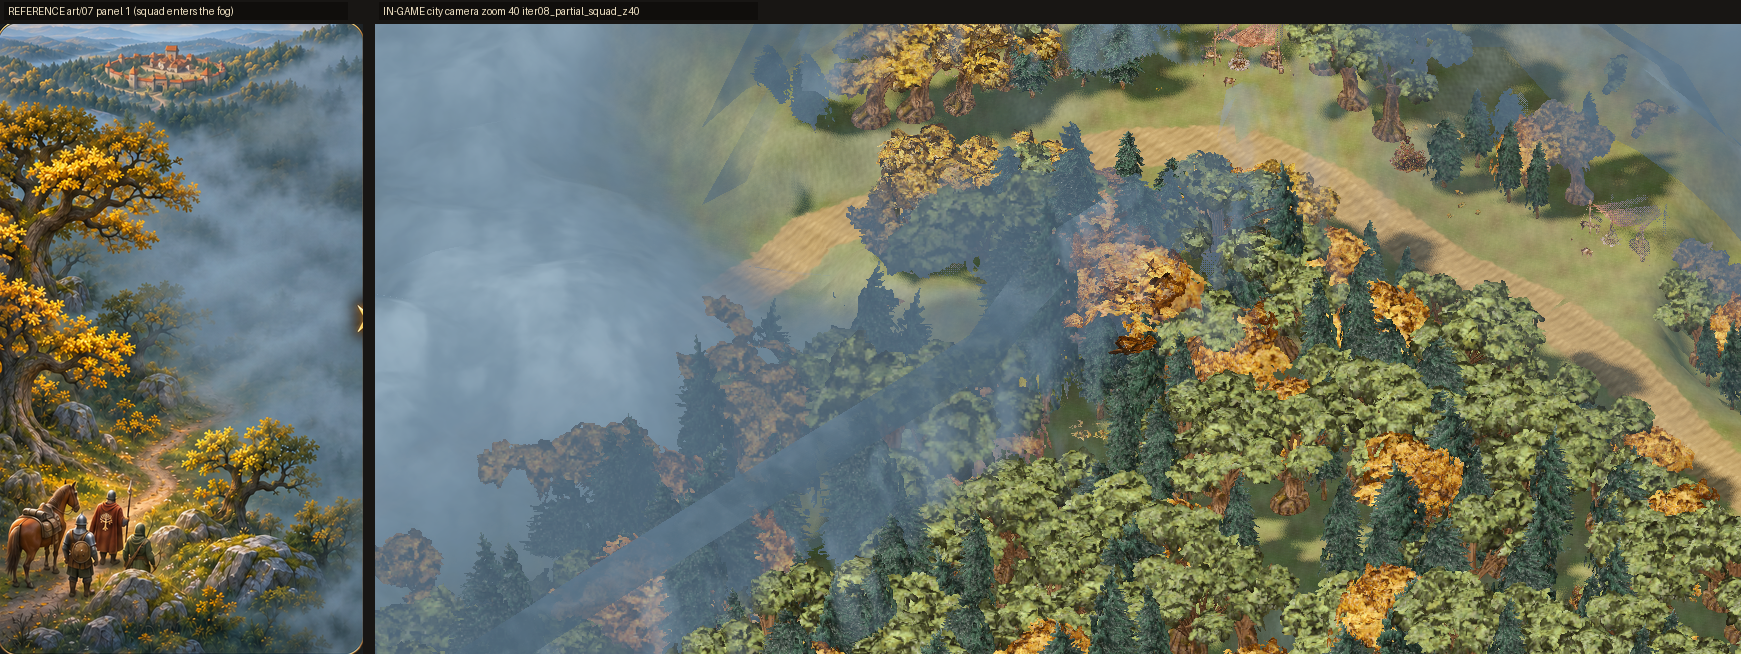 REFERENCE art/07 panel 1 (squad enters the fog)
IN-GAME city camera zoom 40 iter08_partial_squad_z40